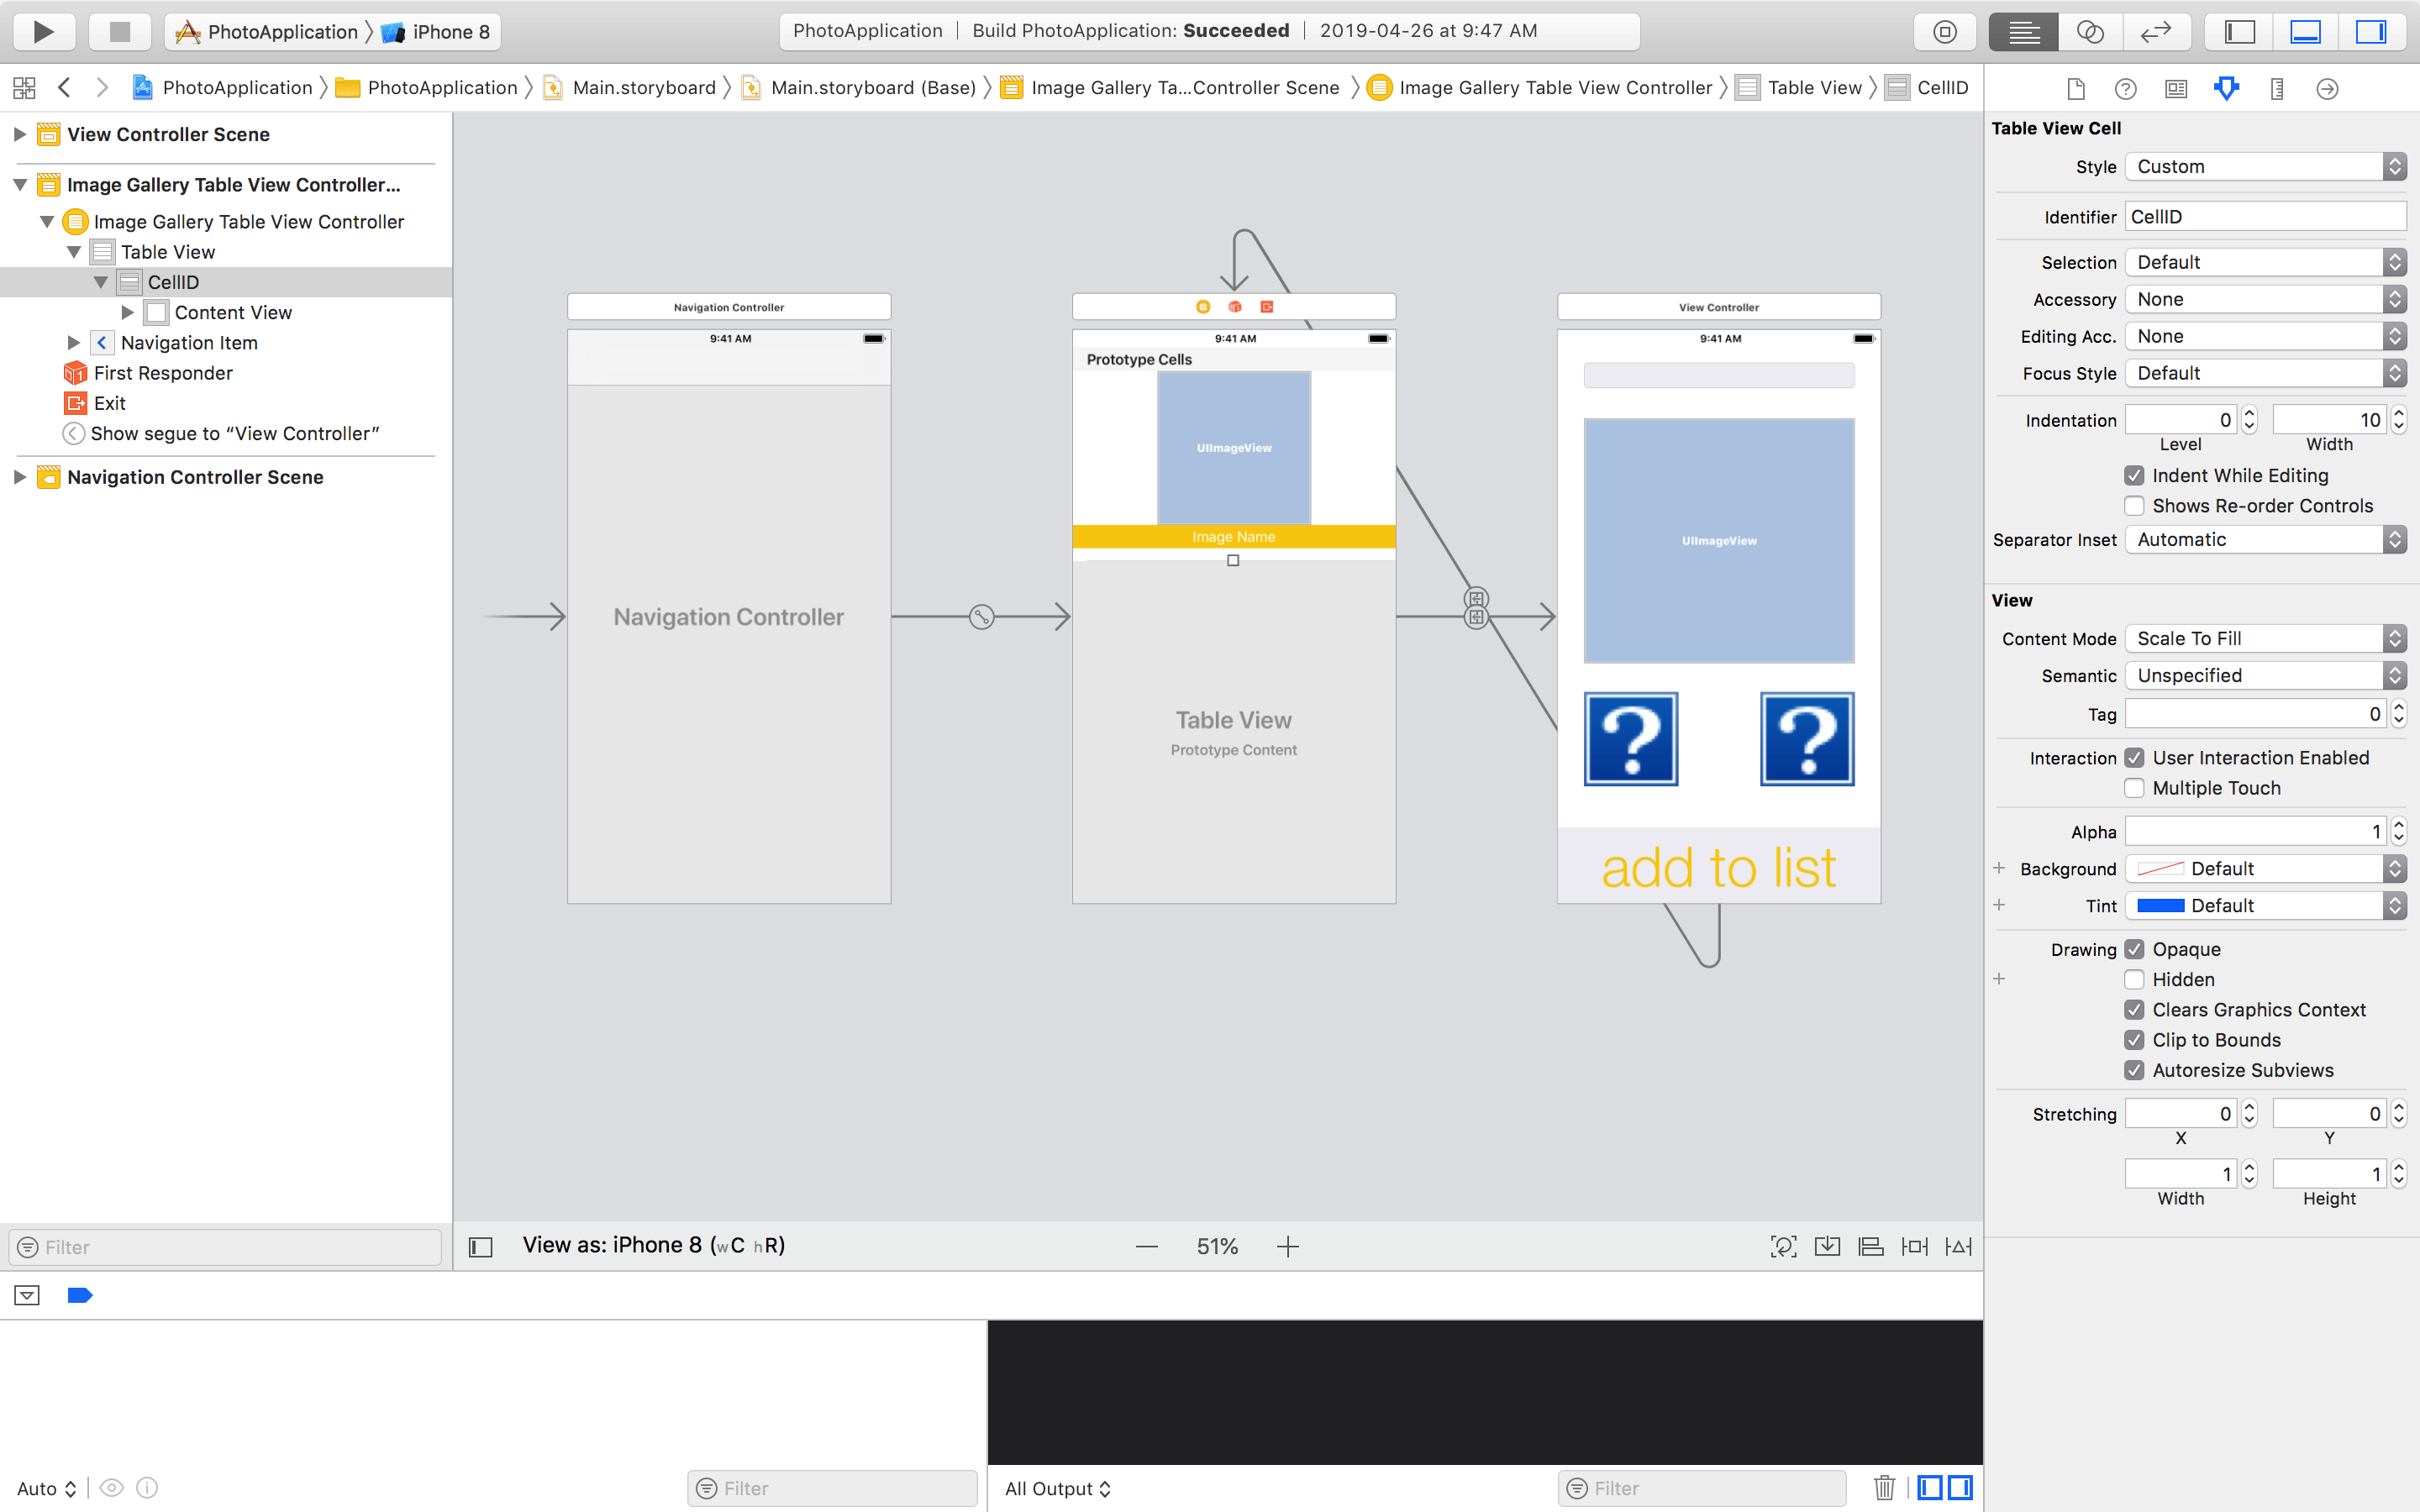 PhotoApplication iPhone 8
PhotoApplication Build PhotoApplication: Succeeded 2019-04-26 at 9:47 AM
PhotoApplication PhotoApplication Main.storyboard Main.storyboard (Base) Image Gallery Ta...Controller Scene Image Gallery Table View Controller Table View CellID
View Controller Scene
Image Gallery Table View Controller...
Image Gallery Table View Controller
Table View
CellID
Content View
Navigation Item
First Responder
Exit
Show segue to “View Controller”
Navigation Controller Scene
Filter
Navigation Controller
9:41 AM
Navigation Controller
9:41 AM
Prototype Cells
UIImageView
Image Name
Table View
Prototype Content
View Controller
9:41 AM
UIImageView
?
?
add to list
View as: iPhone 8 (wC hR)
51%
Table View Cell
Style Custom
Identifier CellID
Selection Default
Accessory None
Editing Acc. None
Focus Style Default
Indentation 0 10
Level Width
Indent While Editing
Shows Re-order Controls
Separator Inset Automatic
View
Content Mode Scale To Fill
Semantic Unspecified
Tag 0
Interaction User Interaction Enabled
Multiple Touch
Alpha 1
+ Background Default
+ Tint Default
Drawing Opaque
+ Hidden
Clears Graphics Context
Clip to Bounds
Autoresize Subviews
Stretching 0 0
X Y
1 1
Width Height
Auto
Filter
All Output
Filter